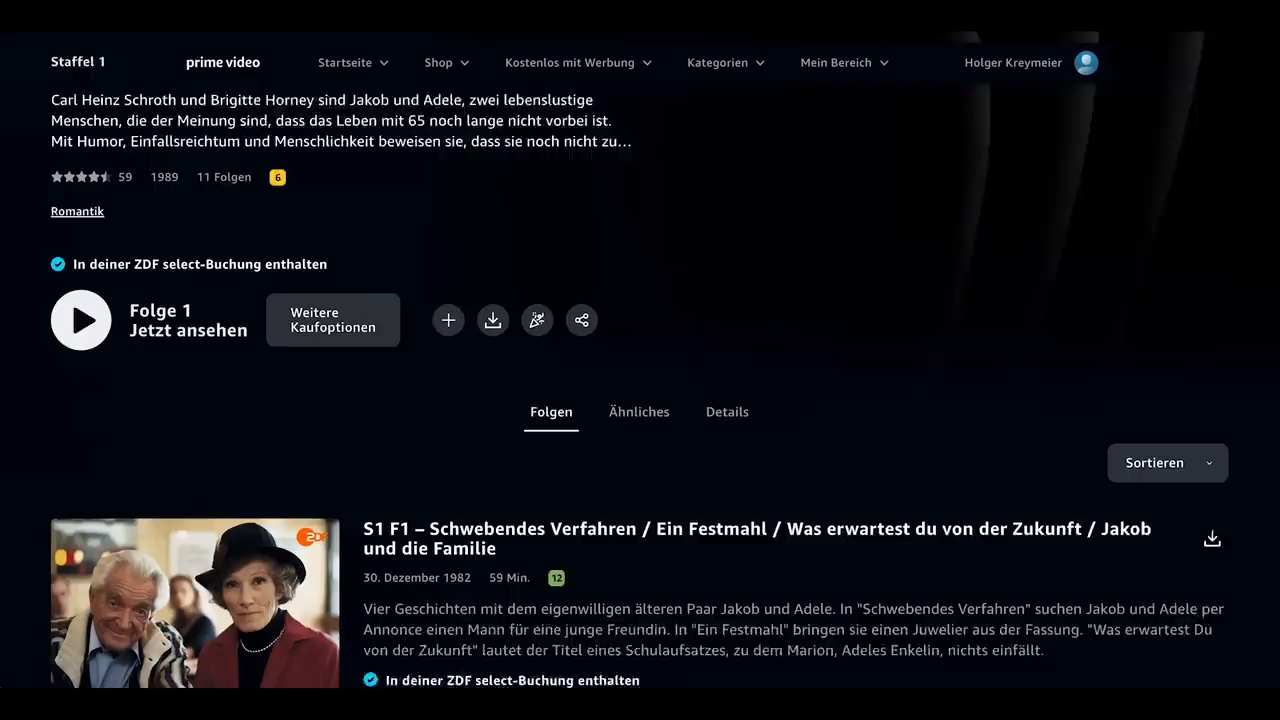 Staffel 1
prime video
Startseite
Shop
Kostenlos mit Werbung
Kategorien
Mein Bereich
Holger Kreymeier
Carl Heinz Schroth und Brigitte Horney sind Jakob und Adele, zwei lebenslustige
Menschen, die der Meinung sind, dass das Leben mit 65 noch lange nicht vorbei ist.
Mit Humor, Einfallsreichtum und Menschlichkeit beweisen sie, dass sie noch nicht zu...
59 1989 11 Folgen 6
Romantik
In deiner ZDF select-Buchung enthalten
Folge 1
Jetzt ansehen
Weitere
Kaufoptionen
Folgen
Ähnliches
Details
Sortieren
ZDF
S1 F1 – Schwebendes Verfahren / Ein Festmahl / Was erwartest du von der Zukunft / Jakob
und die Familie
30. Dezember 1982 59 Min. 12
Vier Geschichten mit dem eigenwilligen älteren Paar Jakob und Adele. In "Schwebendes Verfahren" suchen Jakob und Adele per
Annonce einen Mann für eine junge Freundin. In "Ein Festmahl" bringen sie einen Juwelier aus der Fassung. "Was erwartest Du
von der Zukunft" lautet der Titel eines Schulaufsatzes, zu dem Marion, Adeles Enkelin, nichts einfällt.
In deiner ZDF select-Buchung enthalten